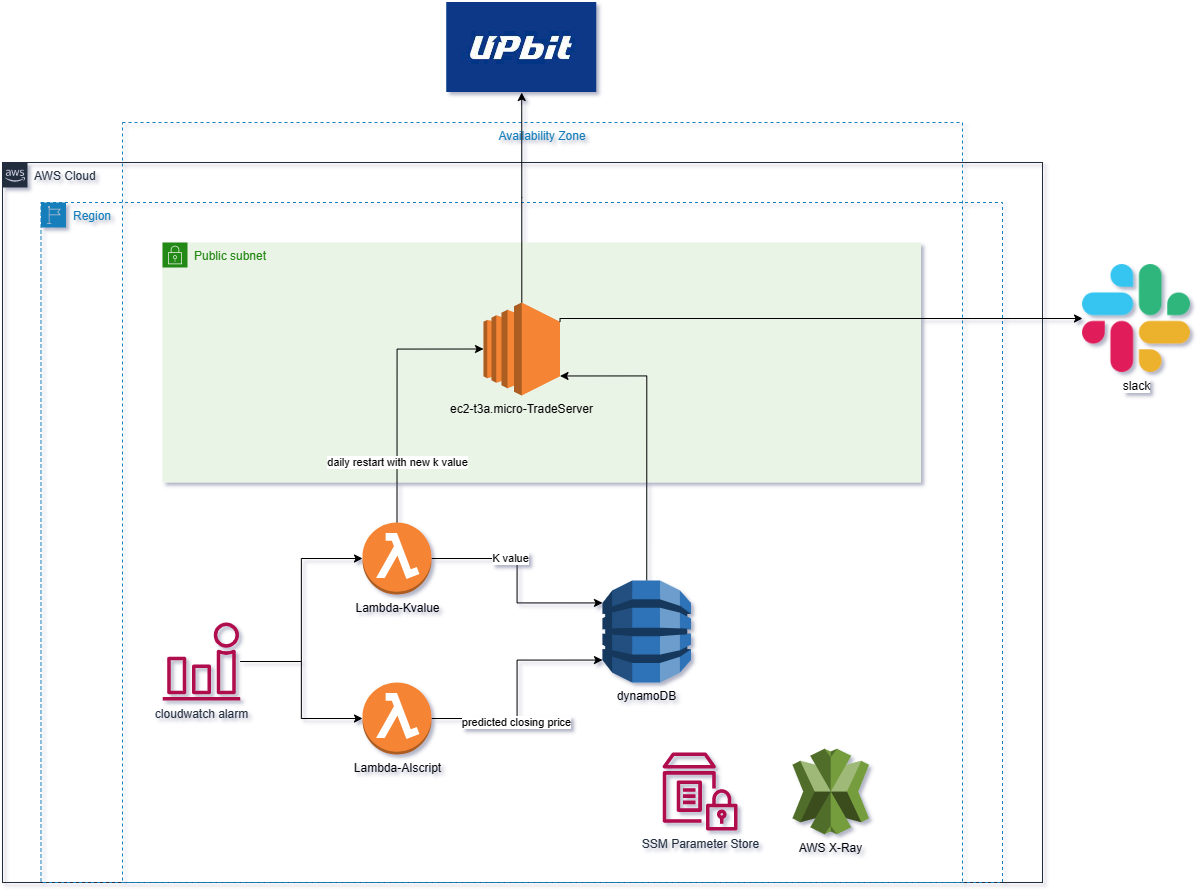 UPbit
Availability Zone
aws
AWS Cloud
Region
Public subnet
ec2-t3a.micro-TradeServer
slack
daily restart with new k value
Lambda-Kvalue
K value
cloudwatch alarm
dynamoDB
predicted closing price
Lambda-AIscript
SSM Parameter Store
AWS X-Ray